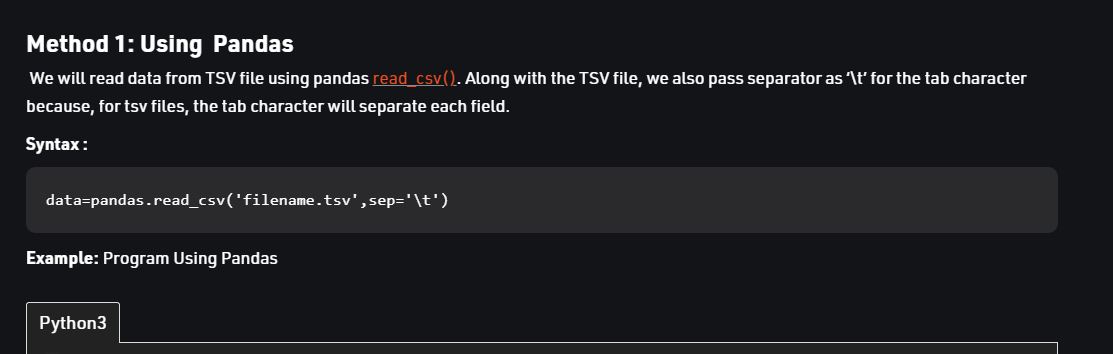 Method 1: Using Pandas
We will read data from TSV file using pandas read_csv(). Along with the TSV file, we also pass separator as ‘\t’ for the tab character
because, for tsv files, the tab character will separate each field.
Syntax :
data=pandas.read_csv('filename.tsv',sep='\t')
Example: Program Using Pandas
Python3